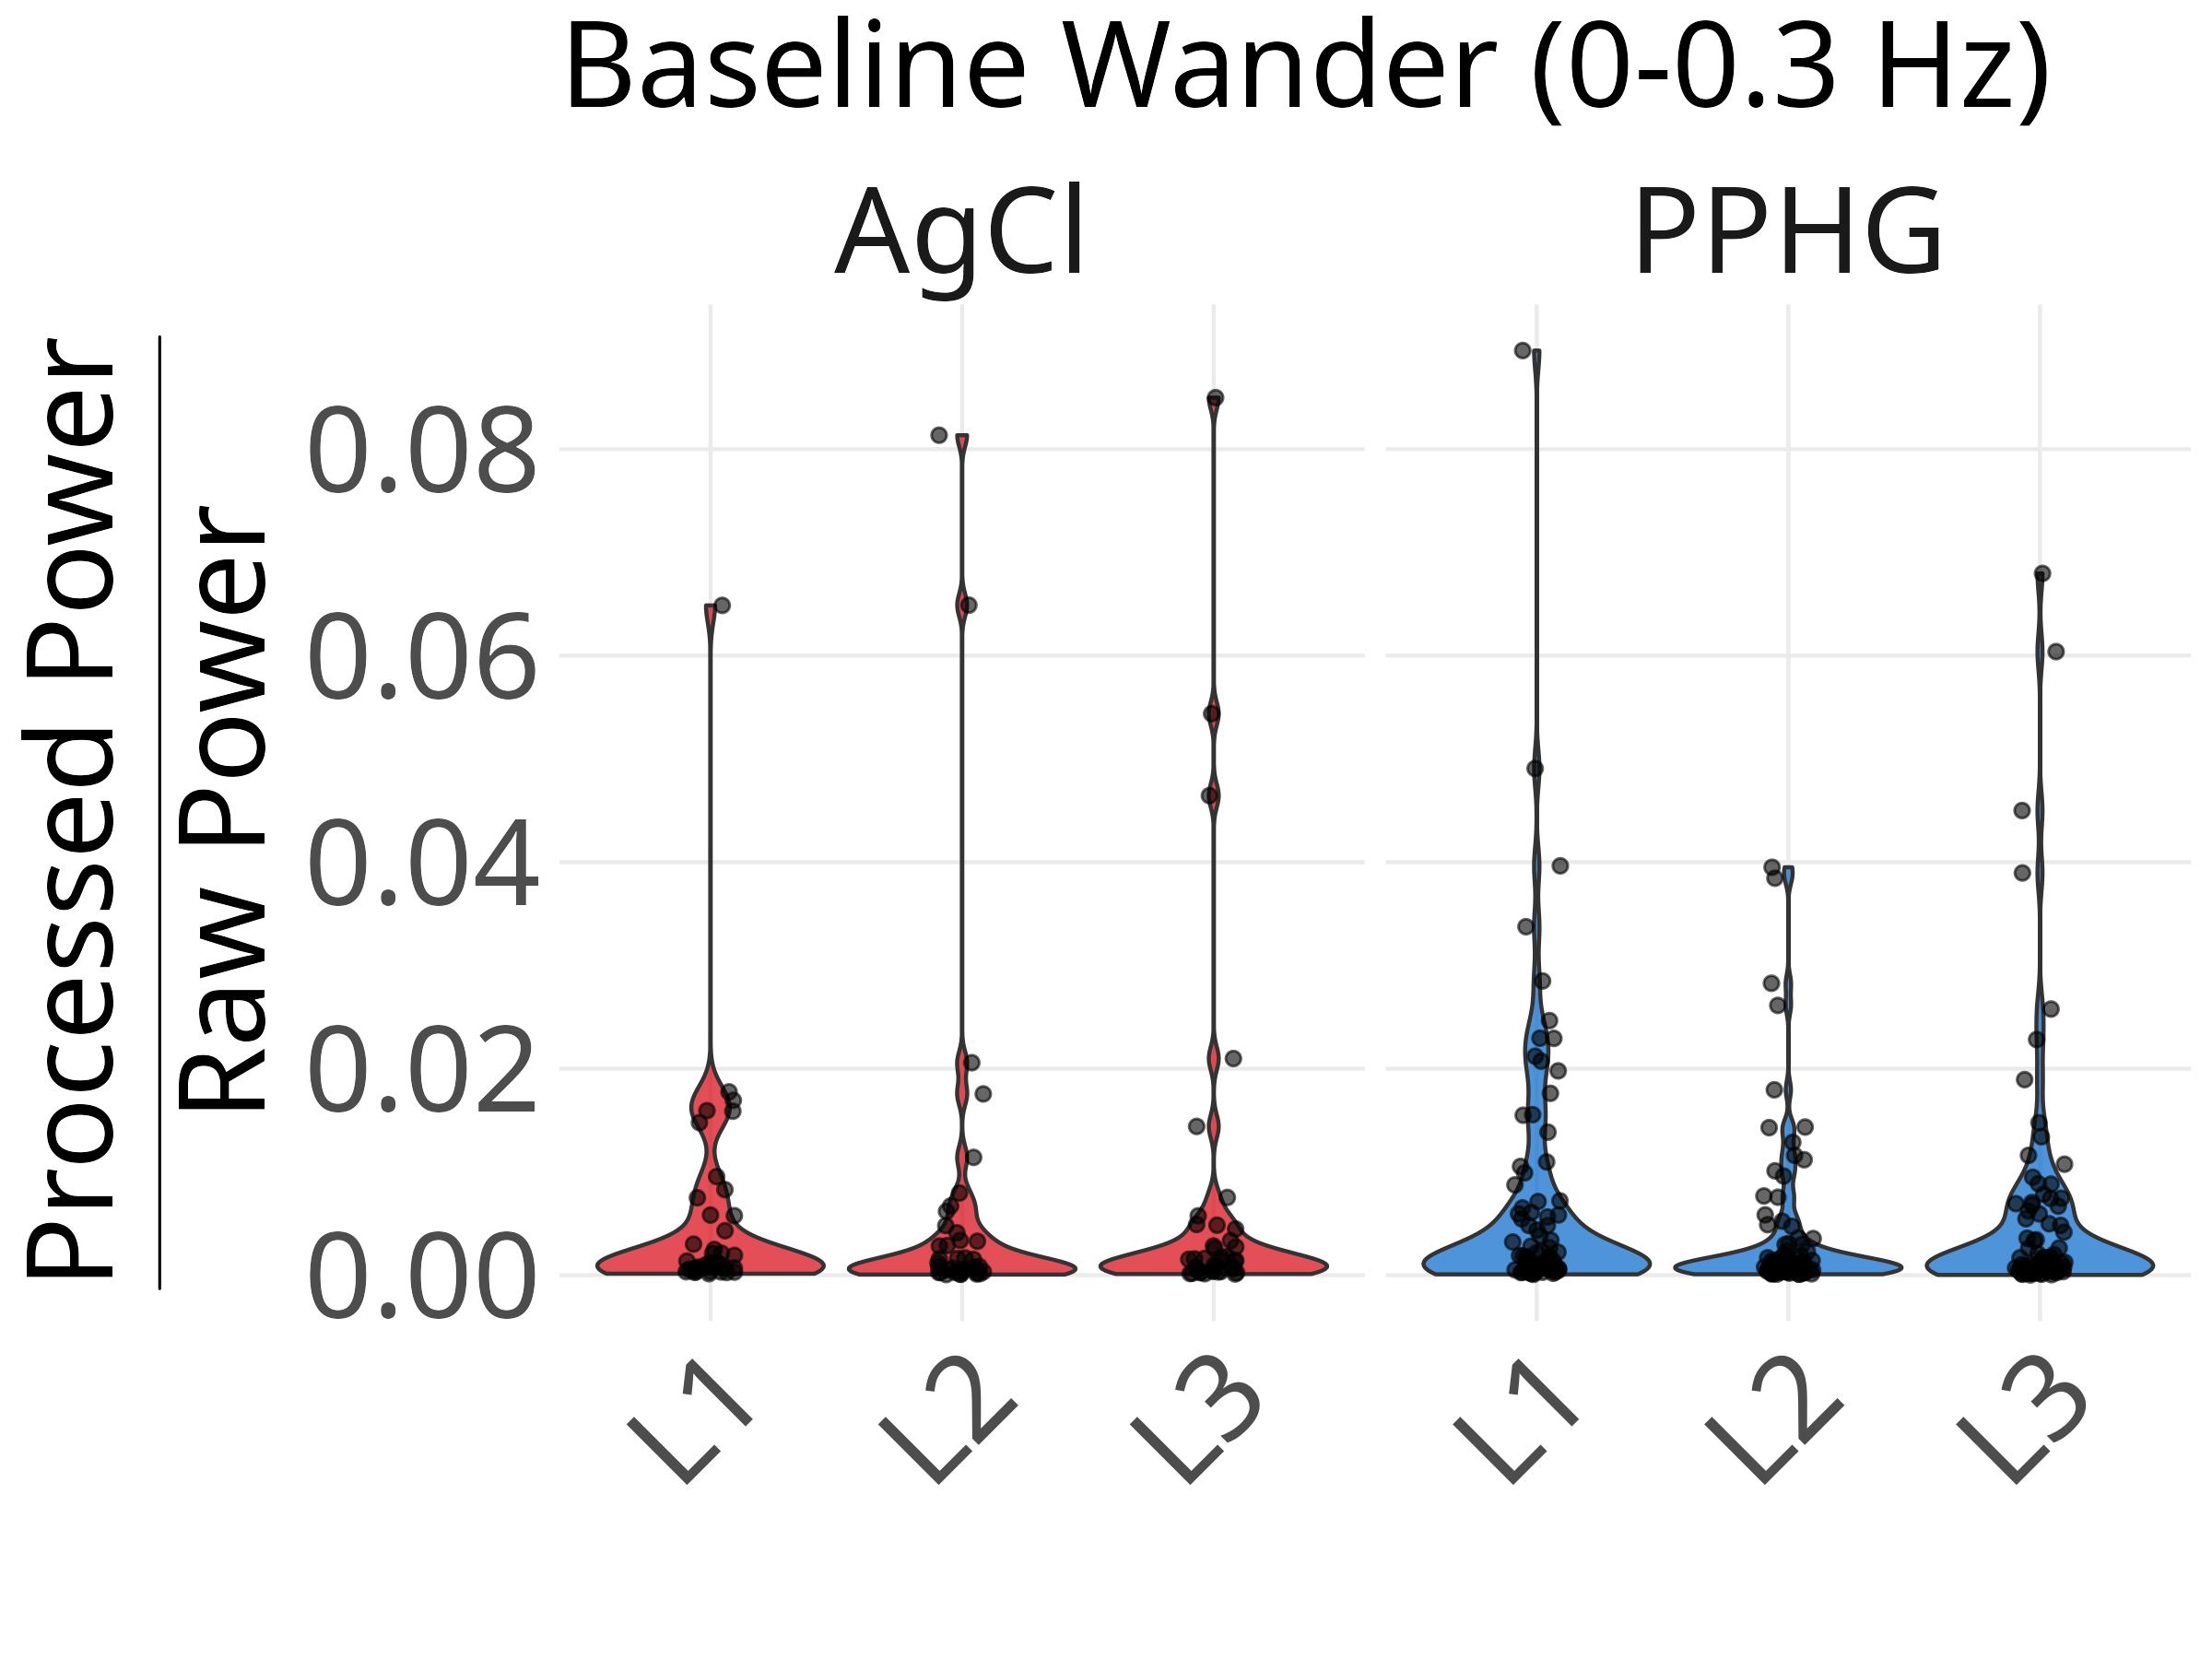 Baseline Wander (0-0.3 Hz)
AgCl
PPHG
Processed Power
Raw Power
0.08
0.06
0.04
0.02
0.00
L1
L2
L3
L1
L2
L3